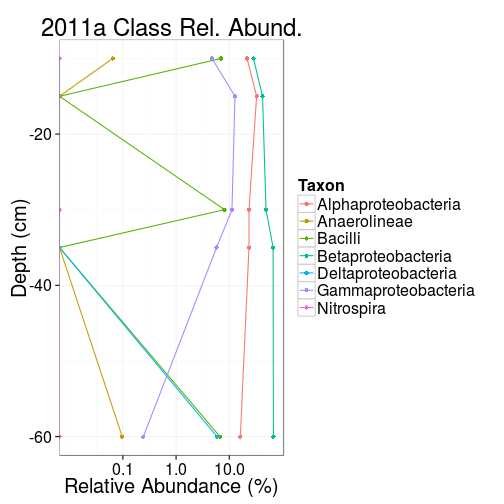 2011a Class Rel. Abund.
Depth (cm)
-20
-40
-60
0.1 1.0 10.0
Relative Abundance (%)
Taxon
Alphaproteobacteria
Anaerolineae
Bacilli
Betaproteobacteria
Deltaproteobacteria
Gammaproteobacteria
Nitrospira